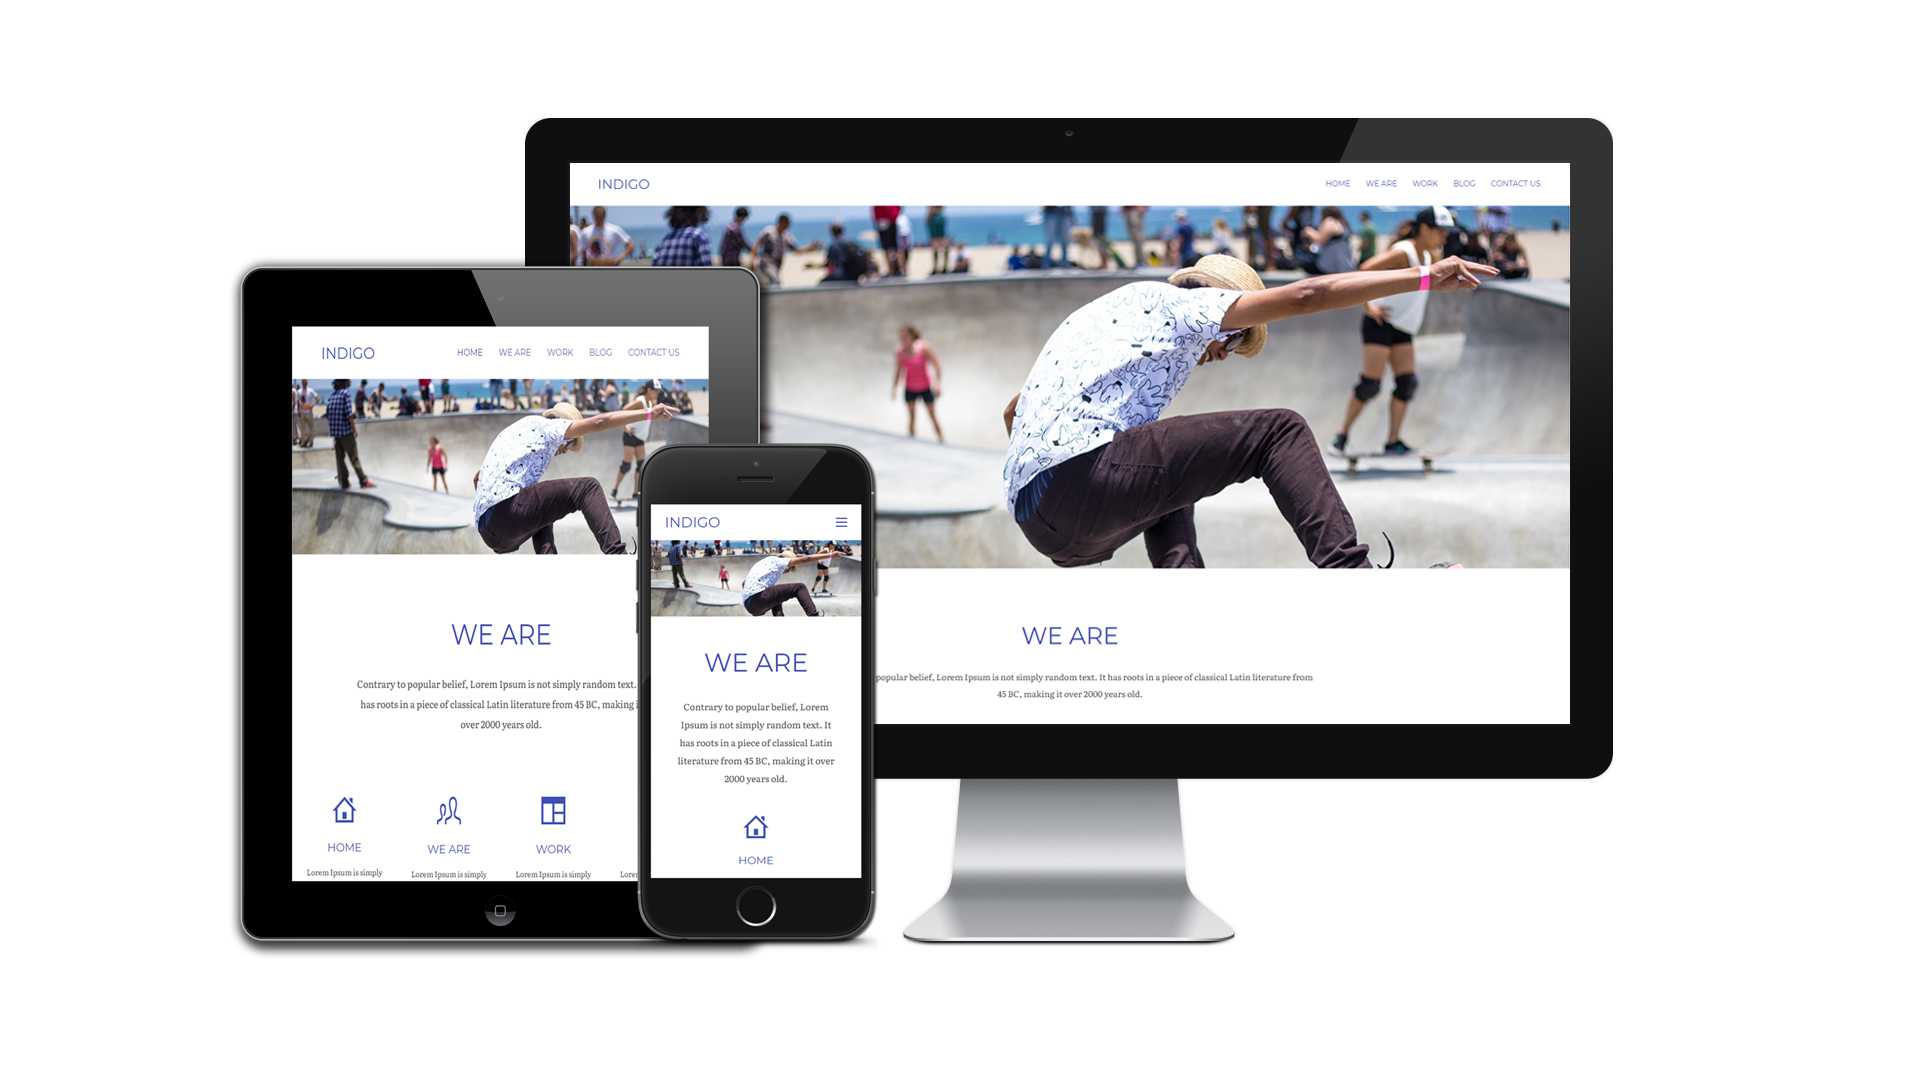 INDIGO
HOME WE ARE WORK BLOG CONTACT US
WE ARE
popular belief, Lorem Ipsum is not simply random text. It has roots in a piece of classical Latin literature from
45 BC, making it over 2000 years old.
INDIGO
HOME WE ARE WORK BLOG CONTACT US
WE ARE
Contrary to popular belief, Lorem Ipsum is not simply random text.
has roots in a piece of classical Latin literature from 45 BC, making
over 2000 years old.
HOME WE ARE WORK
Lorem Ipsum is simply Lorem Ipsum is simply Lorem Ipsum is simply Lore
INDIGO
WE ARE
Contrary to popular belief, Lorem
Ipsum is not simply random text. It
has roots in a piece of classical Latin
literature from 45 BC, making it over
2000 years old.
HOME